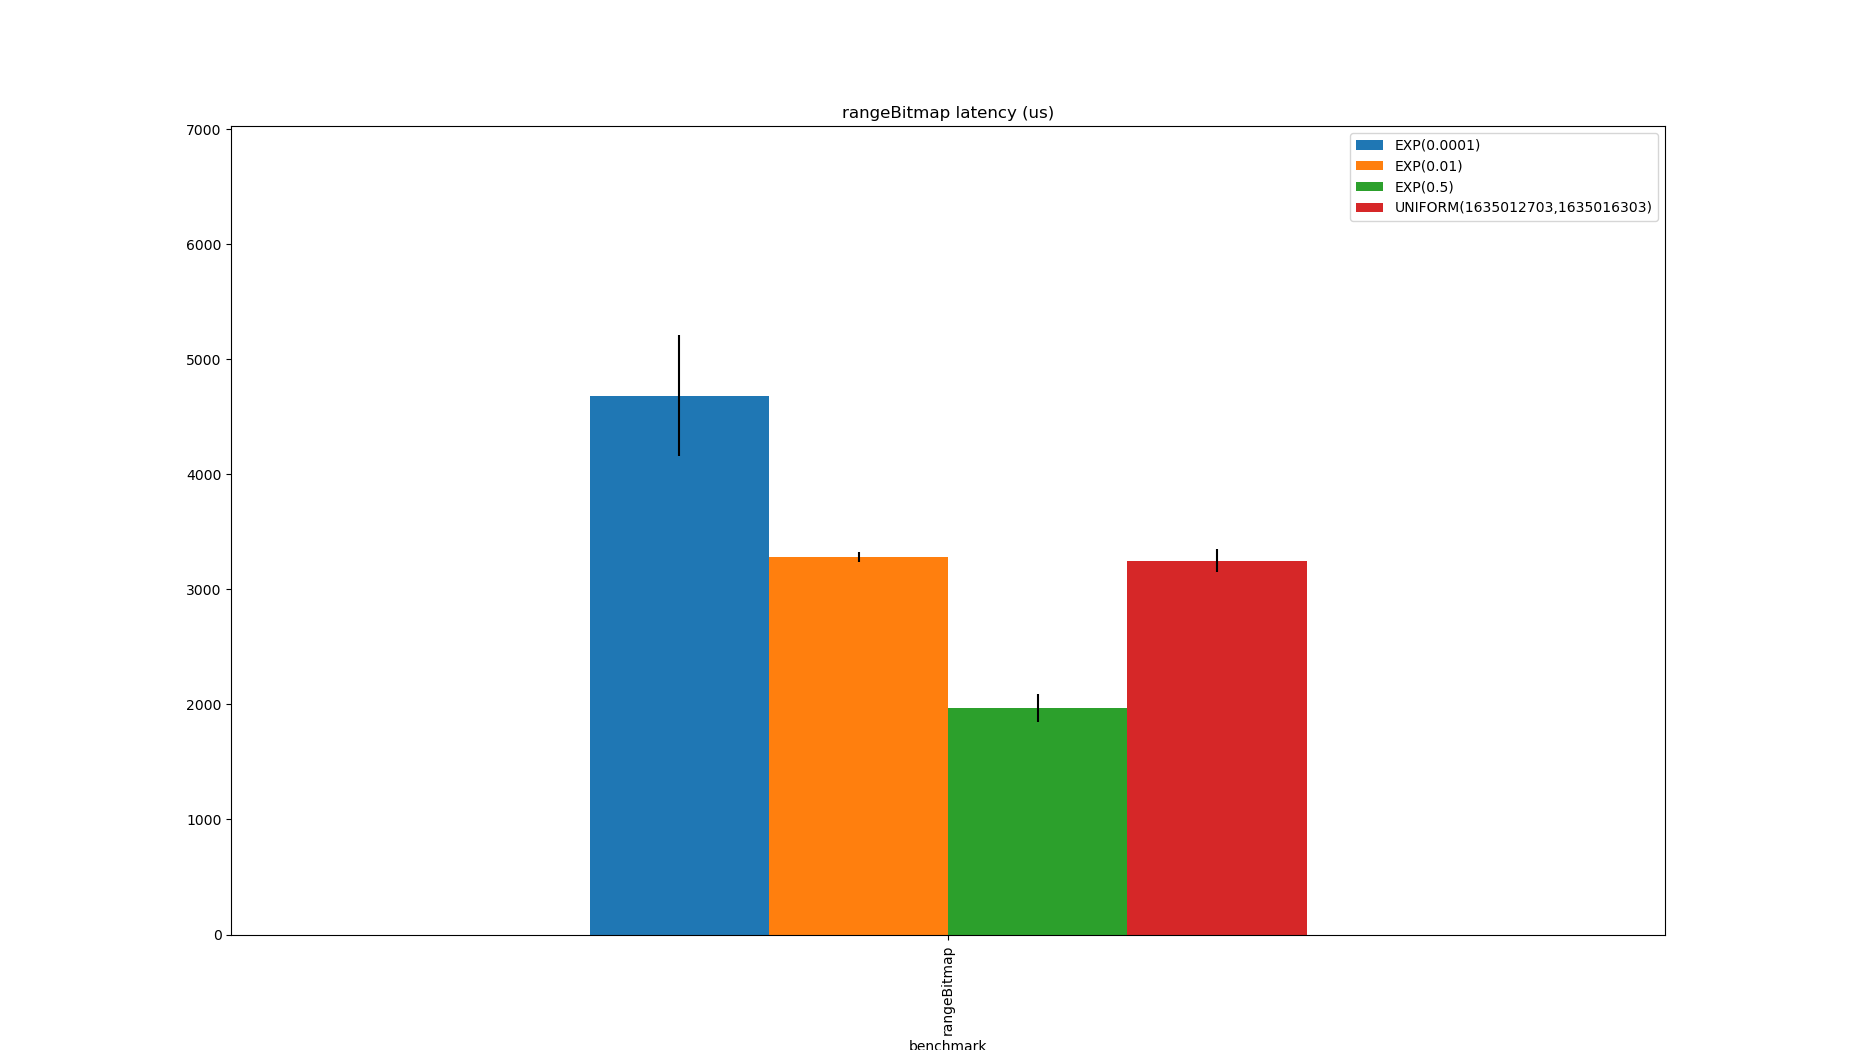 rangeBitmap latency (us)
7000
6000
5000
4000
3000
2000
1000
0
EXP(0.0001)
EXP(0.01)
EXP(0.5)
UNIFORM(1635012703,1635016303)
rangeBitmap
benchmark